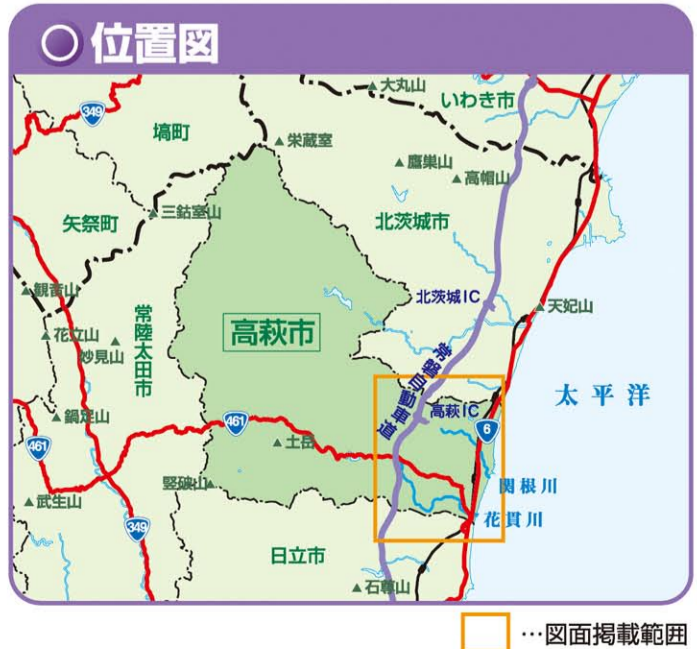 位置図
大丸山
いわき市
349
塙町
栄蔵室
鷹巣山
高帽山
三鈷室山
矢祭町
北茨城市
観音山
北茨城IC
天妃山
花立山
常陸太田市
妙見山
高萩市
常磐自動車道
太平洋
鍋足山
高萩IC
461
6
土岳
461
竪破山
関根川
武生山
花貫川
349
日立市
石尊山
…図面掲載範囲